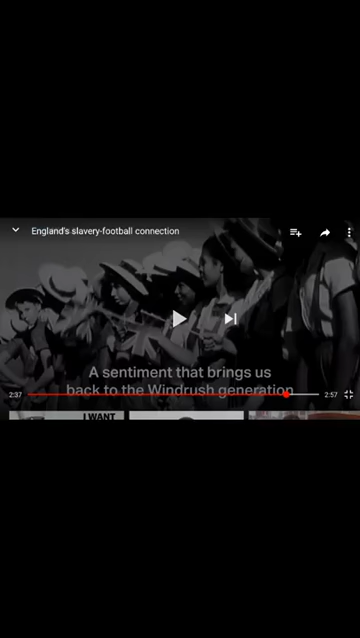 England's slavery-football connection
A sentiment that brings us
back to the Windrush generation
2:37
2:57
I WANT